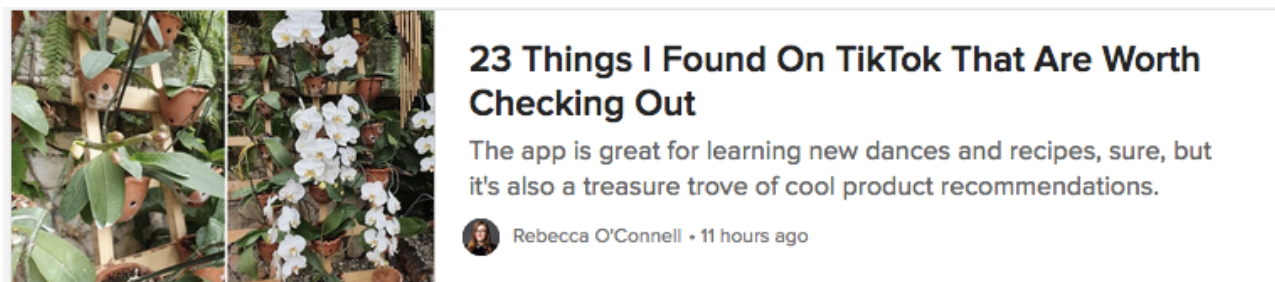 23 Things I Found On TikTok That Are Worth
Checking Out
The app is great for learning new dances and recipes, sure, but
it's also a treasure trove of cool product recommendations.
Rebecca O'Connell • 11 hours ago